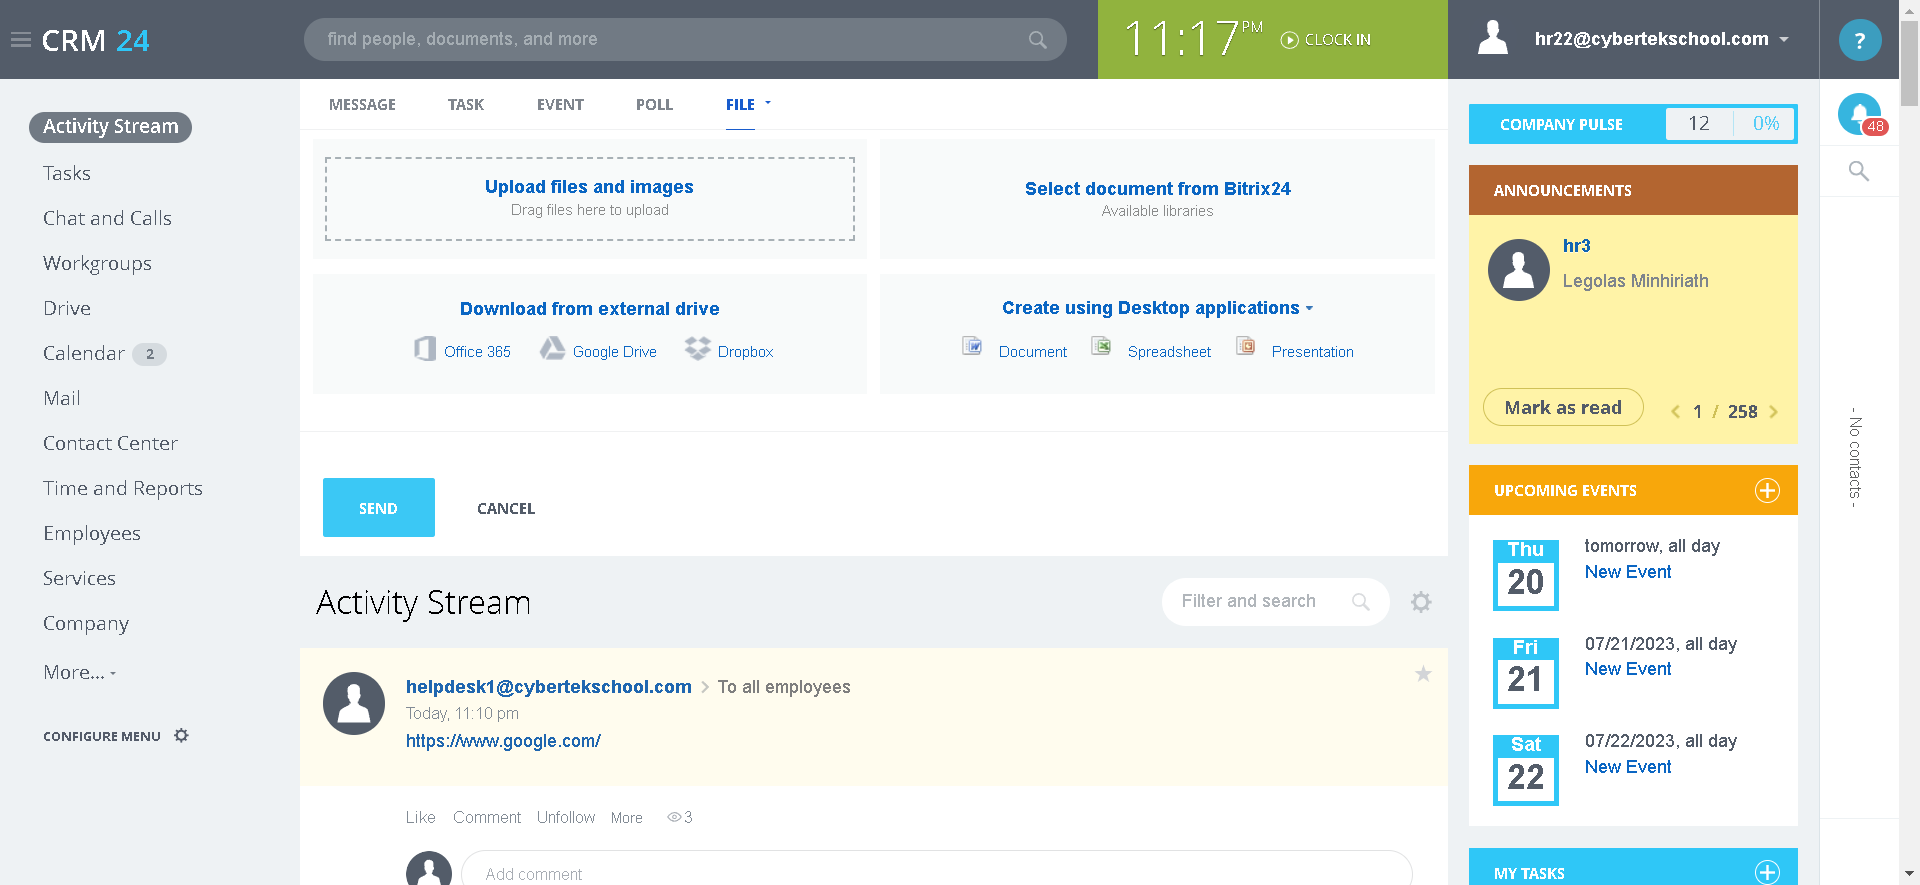 CRM 24
find people, documents, and more
11:17 PM
CLOCK IN
hr22@cybertekschool.com
?
Activity Stream
Tasks
Chat and Calls
Workgroups
Drive
Calendar 2
Mail
Contact Center
Time and Reports
Employees
Services
Company
More...
CONFIGURE MENU
MESSAGE TASK EVENT POLL FILE
Upload files and images
Drag files here to upload
Select document from Bitrix24
Available libraries
Download from external drive
Office 365 Google Drive Dropbox
Create using Desktop applications
Document Spreadsheet Presentation
SEND CANCEL
Activity Stream
Filter and search
helpdesk1@cybertekschool.com To all employees
Today, 11:10 pm
https://www.google.com/
Like Comment Unfollow More 3
Add comment
COMPANY PULSE 12 0%
ANNOUNCEMENTS
hr3
Legolas Minhiriath
Mark as read 1 / 258
UPCOMING EVENTS
Thu
20
tomorrow, all day
New Event
Fri
21
07/21/2023, all day
New Event
Sat
22
07/22/2023, all day
New Event
MY TASKS
48
- No contacts -